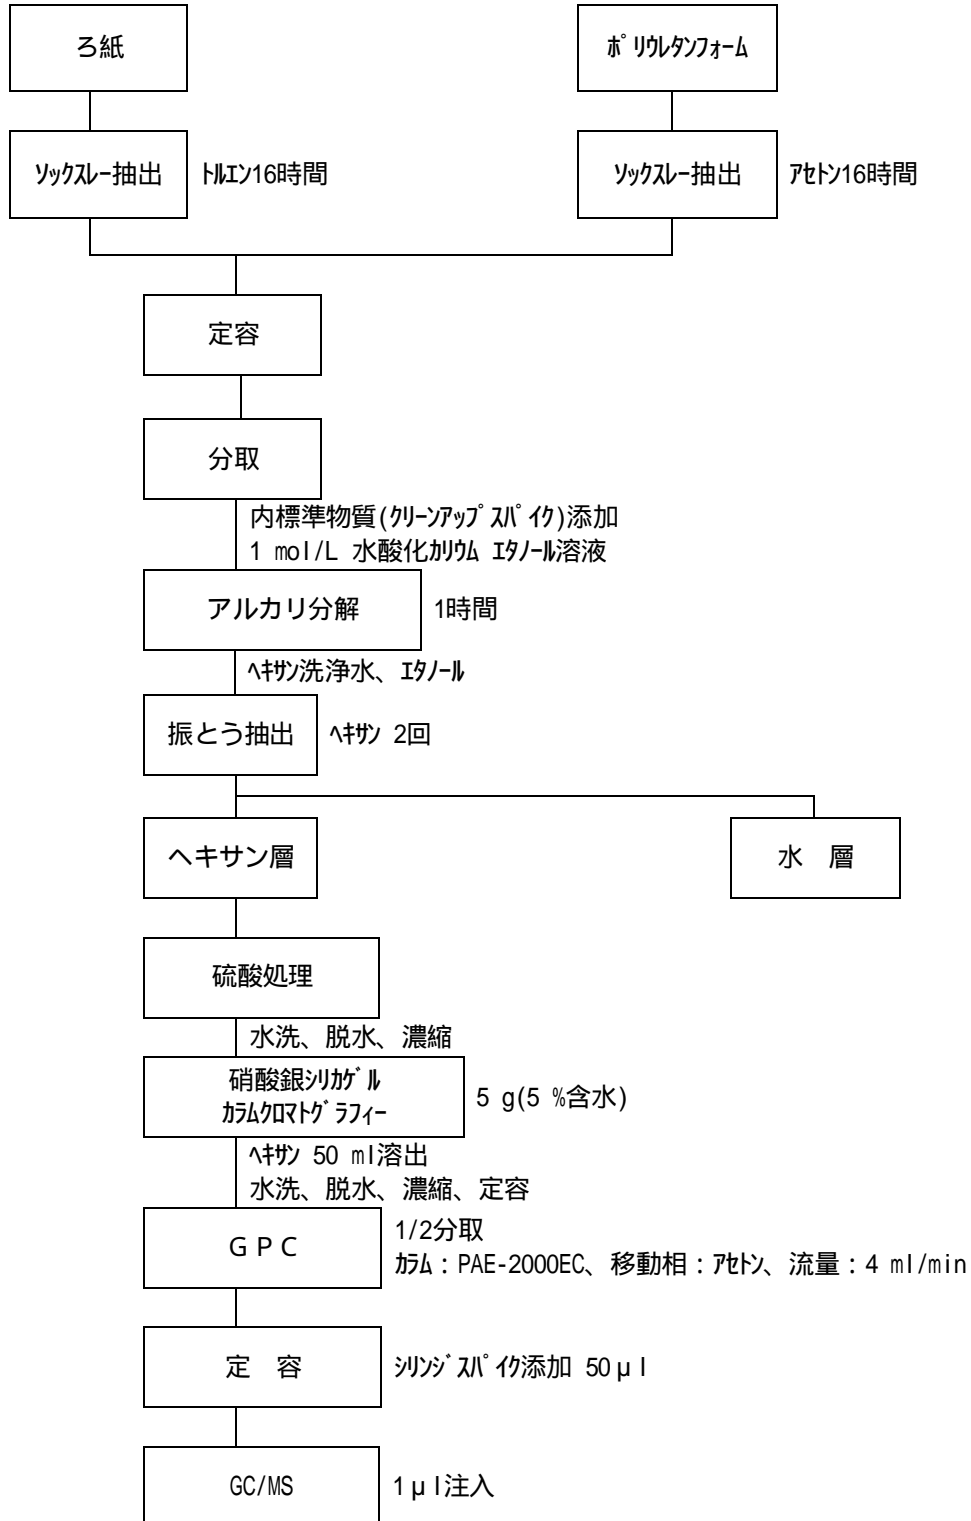 ろ紙
ﾎﾟﾘｳﾚﾀﾝﾌｫｰﾑ
ｿｯｸｽﾚｰ抽出
ﾄﾙｴﾝ16時間
ｿｯｸｽﾚｰ抽出
ｱｾﾄﾝ16時間
定容
分取
内標準物質(ｸﾘｰﾝｱｯﾌﾟｽﾊﾟｲｸ)添加
1 mol/L 水酸化ｶﾘｳﾑ ｴﾀﾉｰﾙ溶液
アルカリ分解
1時間
ﾍｷｻﾝ洗浄水、ｴﾀﾉｰﾙ
振とう抽出
ﾍｷｻﾝ 2回
ヘキサン層
水　層
硫酸処理
水洗、脱水、濃縮
硝酸銀ｼﾘｶｹﾞﾙ
ｶﾗﾑｸﾛﾏﾄｸﾞﾗﾌｨｰ
5 g(5 %含水)
ﾍｷｻﾝ 50 ml溶出
水洗、脱水、濃縮、定容
ＧＰＣ
1/2分取
ｶﾗﾑ：PAE-2000EC、移動相：ｱｾﾄﾝ、流量：4 ml/min
定　容
ｼﾘﾝｼﾞｽﾊﾟｲｸ添加 50μl
GC/MS
1μl注入